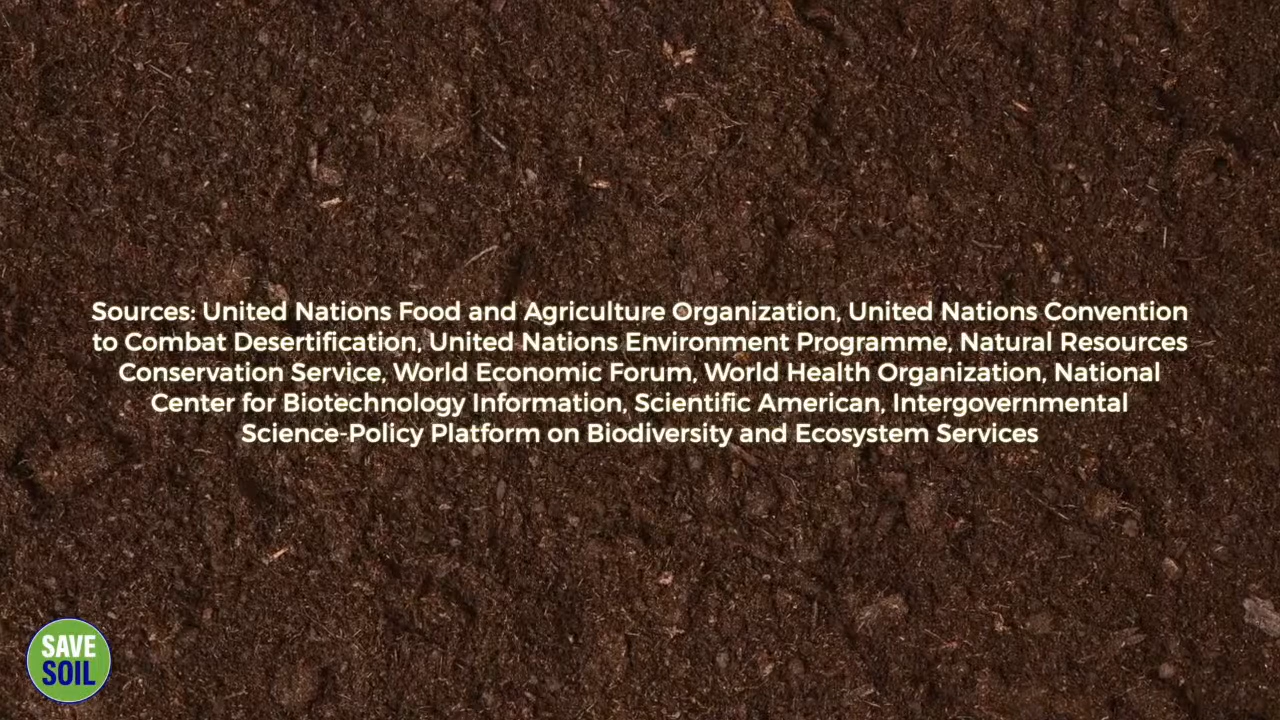 Sources: United Nations Food and Agriculture Organization, United Nations Convention
to Combat Desertification, United Nations Environment Programme, Natural Resources
Conservation Service, World Economic Forum, World Health Organization, National
Center for Biotechnology Information, Scientific American, Intergovernmental
Science-Policy Platform on Biodiversity and Ecosystem Services
SAVE
SOIL